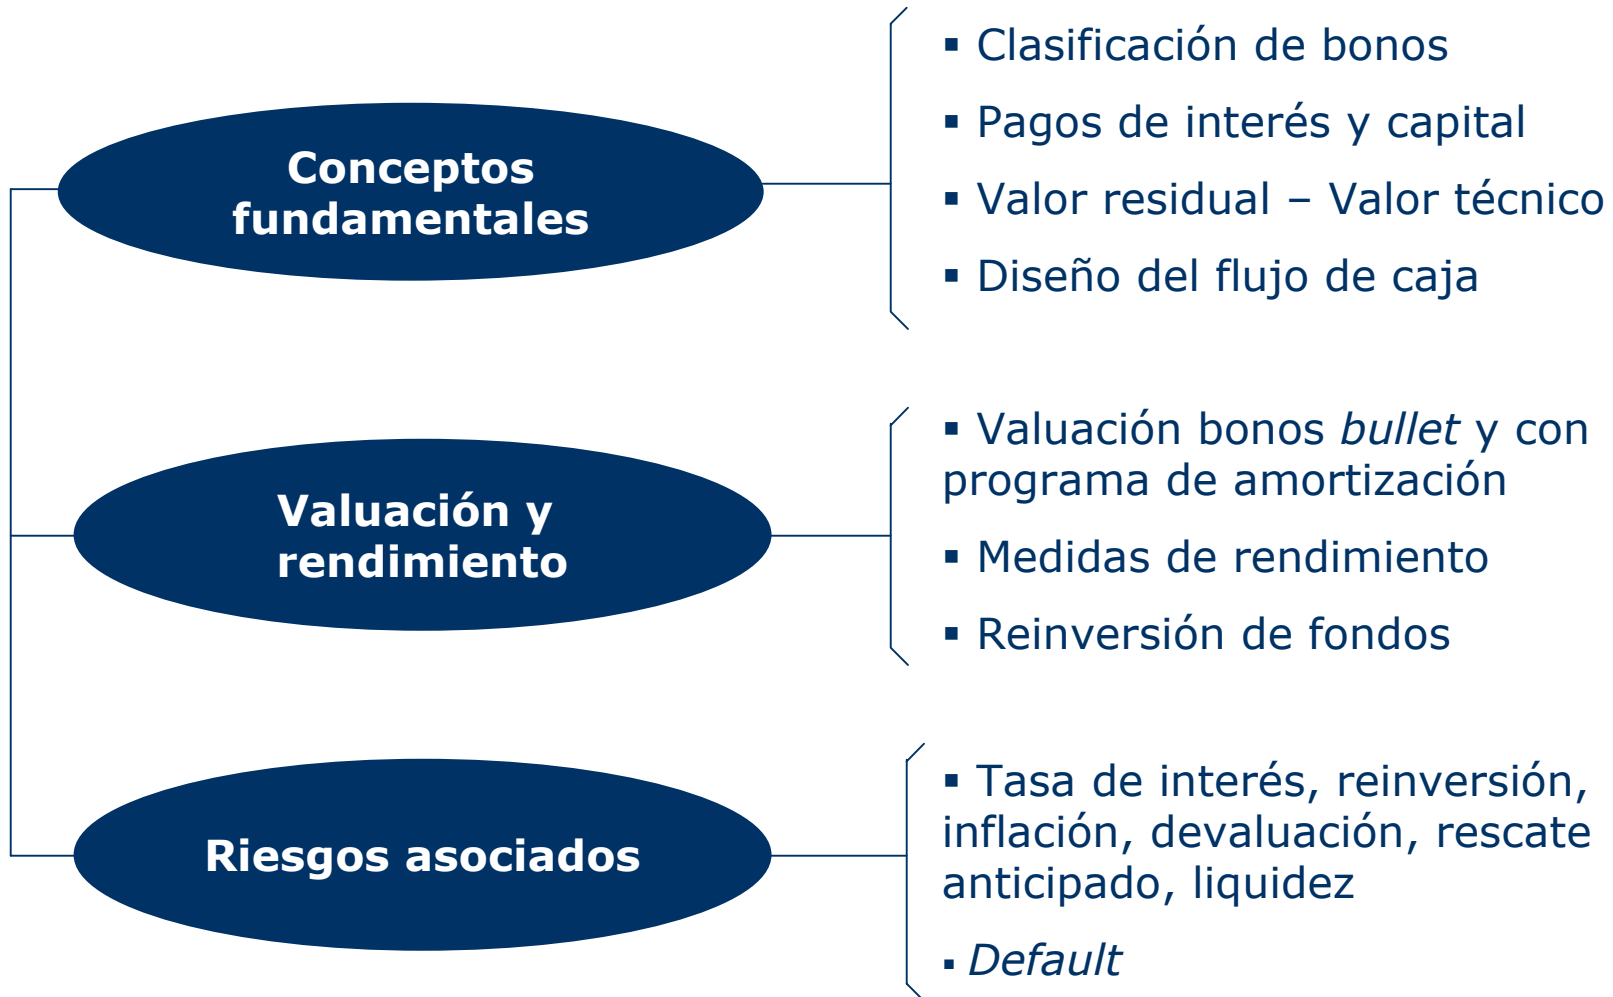 Conceptos
fundamentales
▪ Clasificación de bonos
▪ Pagos de interés y capital
▪ Valor residual – Valor técnico
▪ Diseño del flujo de caja
Valuación y
rendimiento
▪ Valuación bonos bullet y con
programa de amortización
▪ Medidas de rendimiento
▪ Reinversión de fondos
Riesgos asociados
▪ Tasa de interés, reinversión,
inflación, devaluación, rescate
anticipado, liquidez
▪ Default